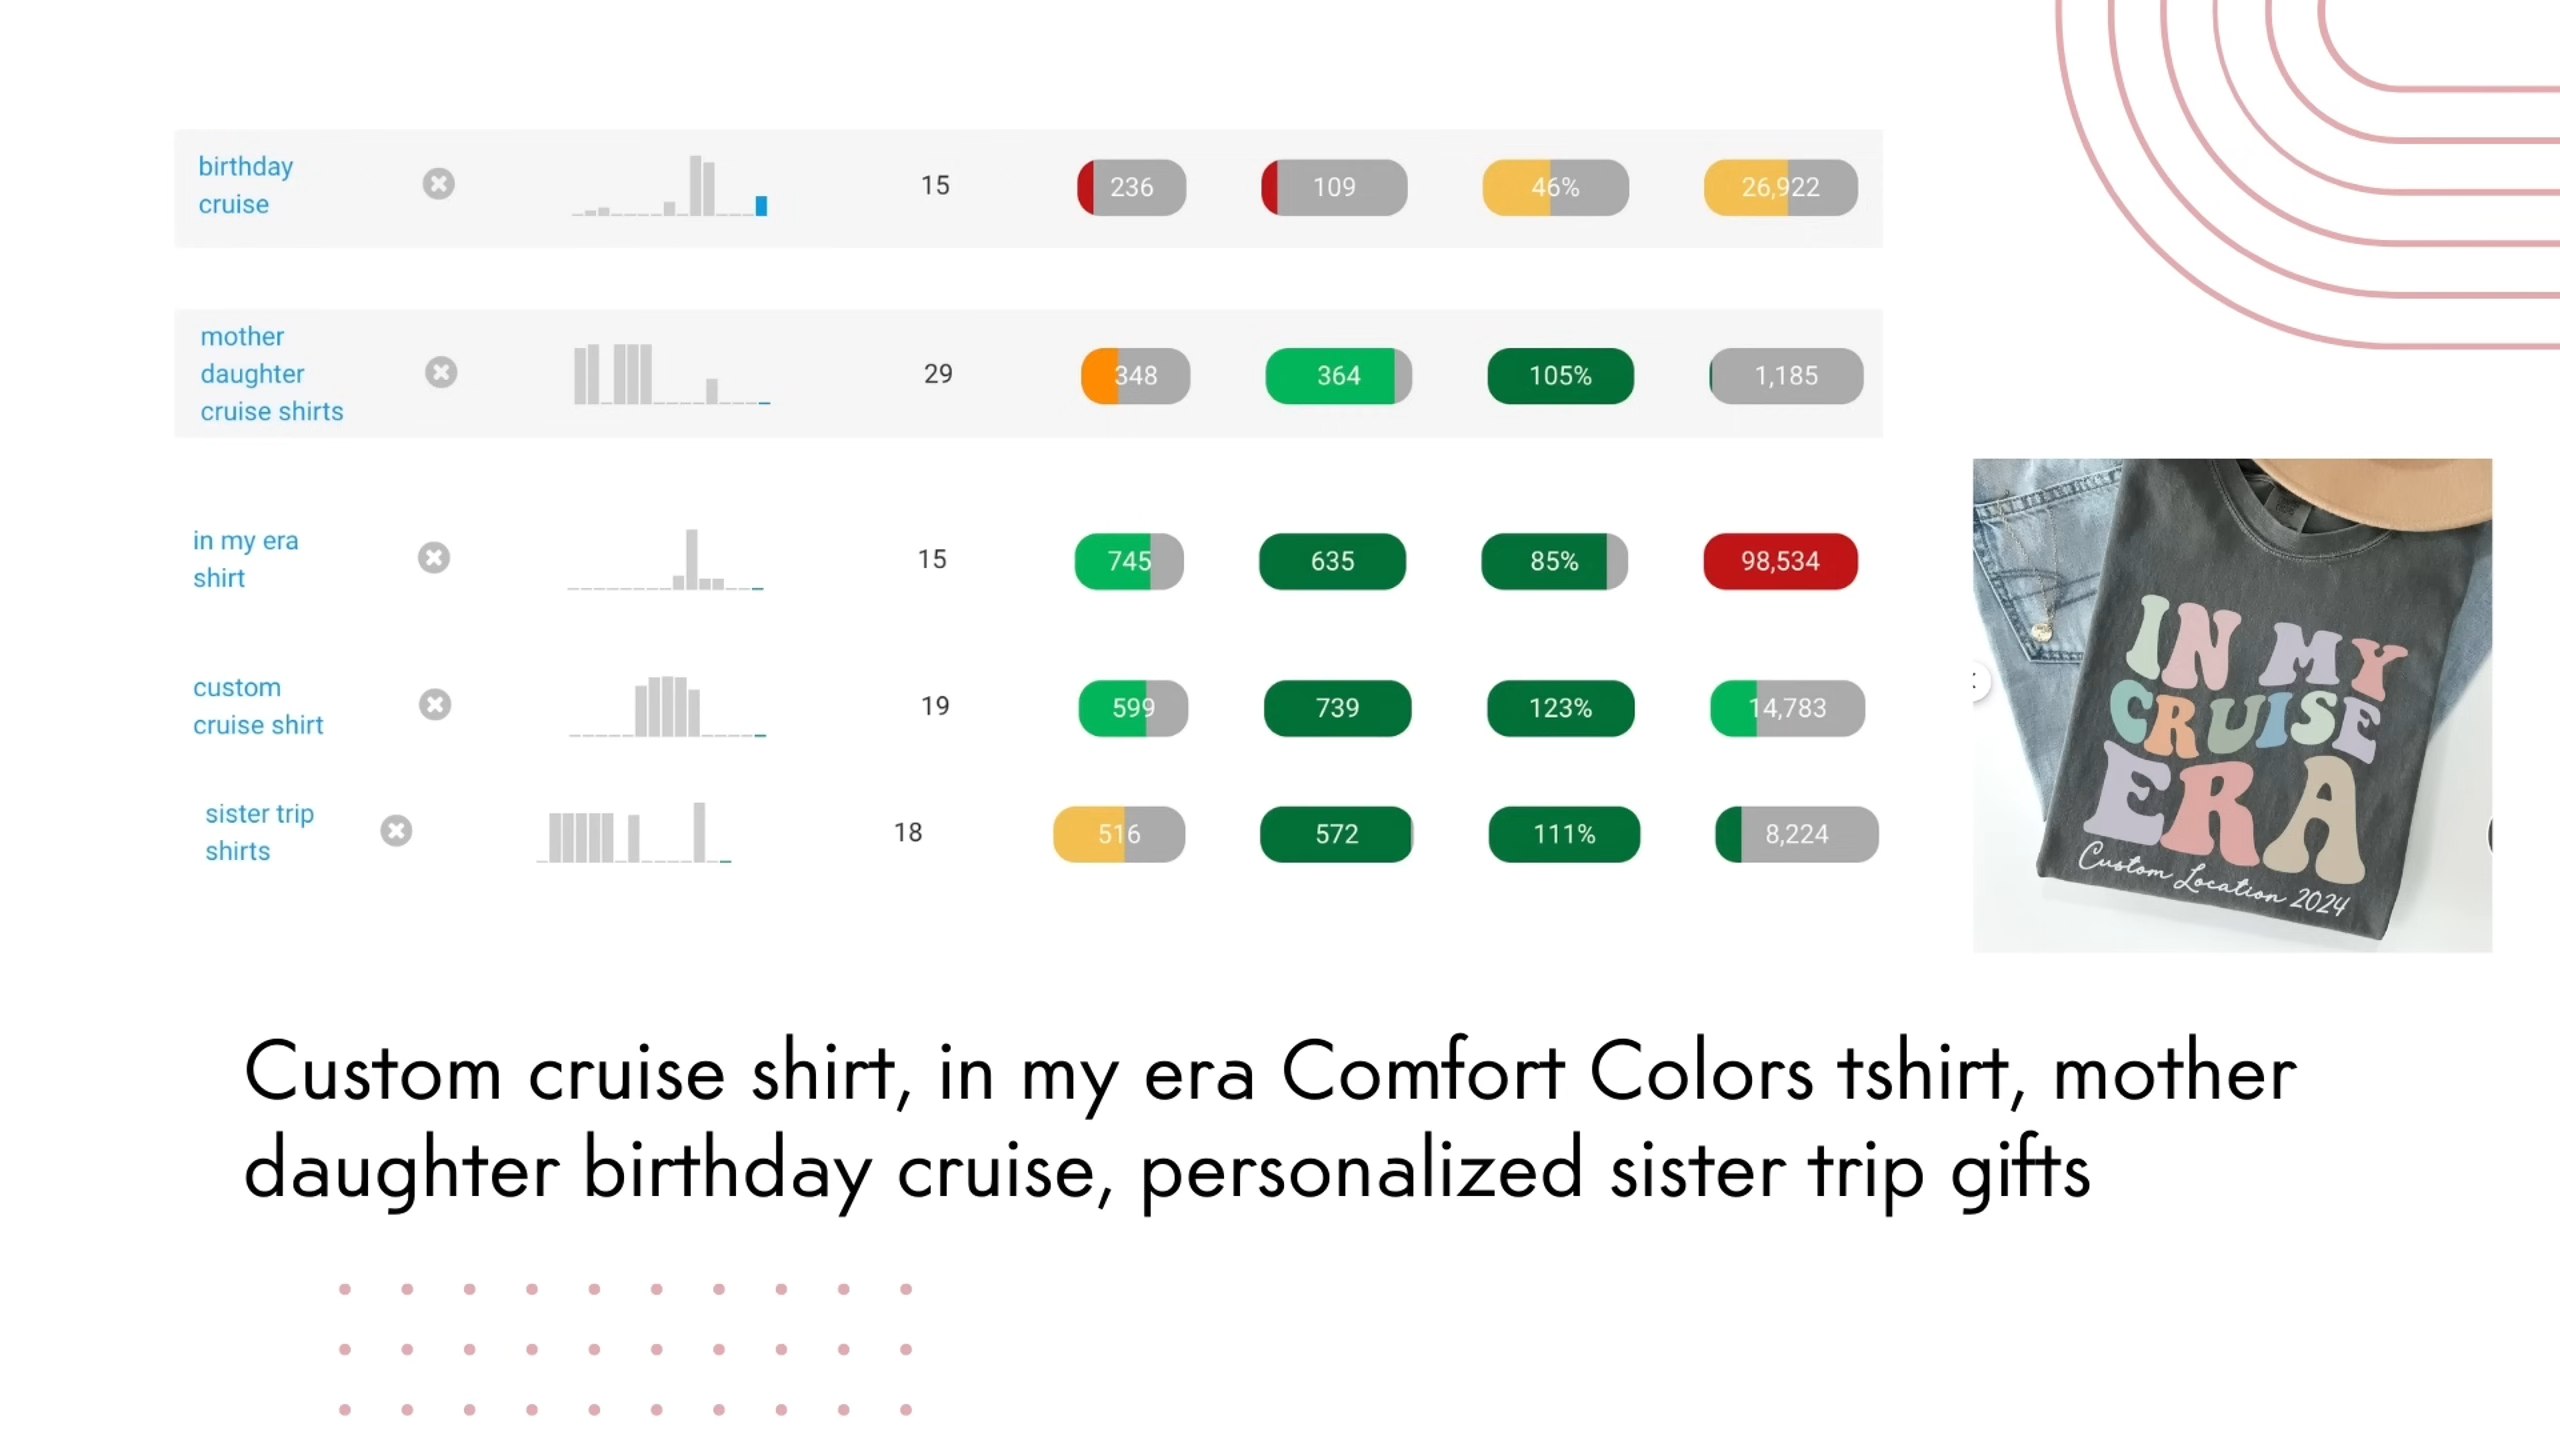 birthday
cruise
15
236
109
46%
26,922
mother
daughter
cruise shirts
29
348
364
105%
1,185
in my era
shirt
15
745
635
85%
98,534
custom
cruise shirt
19
599
739
123%
14,783
sister trip
shirts
18
516
572
111%
8,224
IN MY
CRUISE
ERA
Custom Location 2024
Custom cruise shirt, in my era Comfort Colors tshirt, mother
daughter birthday cruise, personalized sister trip gifts